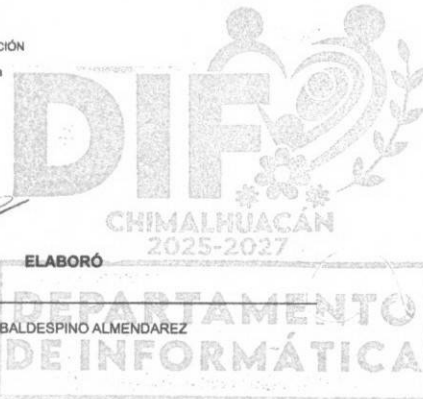 CIÓN
DIF
CHIMALHUACÁN
2025-2027
ELABORÓ
BALDESPINO ALMENDAREZ
DEPARTAMENTO
DE INFORMÁTICA